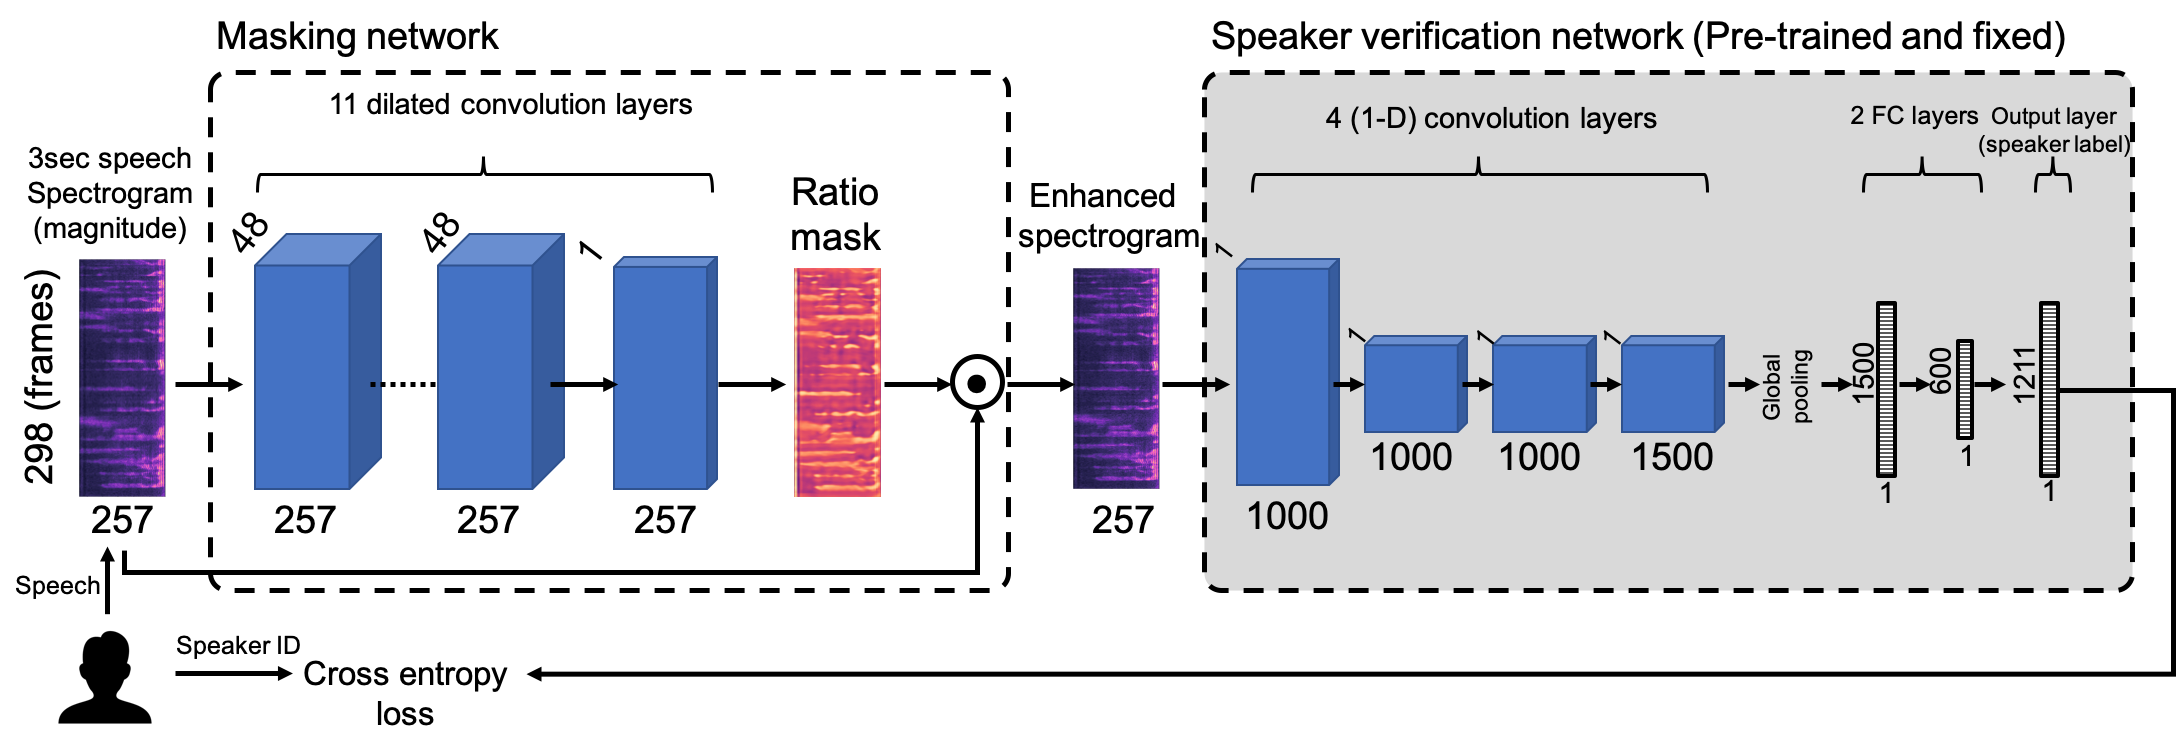 Masking network
Speaker verification network (Pre-trained and fixed)
11 dilated convolution layers
4 (1-D) convolution layers
2 FC layers
Output layer
(speaker label)
3sec speech
Spectrogram
(magnitude)
298 (frames)
257
48
257
48
257
1
257
Ratio
mask
Enhanced
spectrogram
257
1
1000
1
1000
1
1000
1
1500
Global
pooling
1500
1
600
1
1211
1
Speech
Speaker ID
Cross entropy
loss